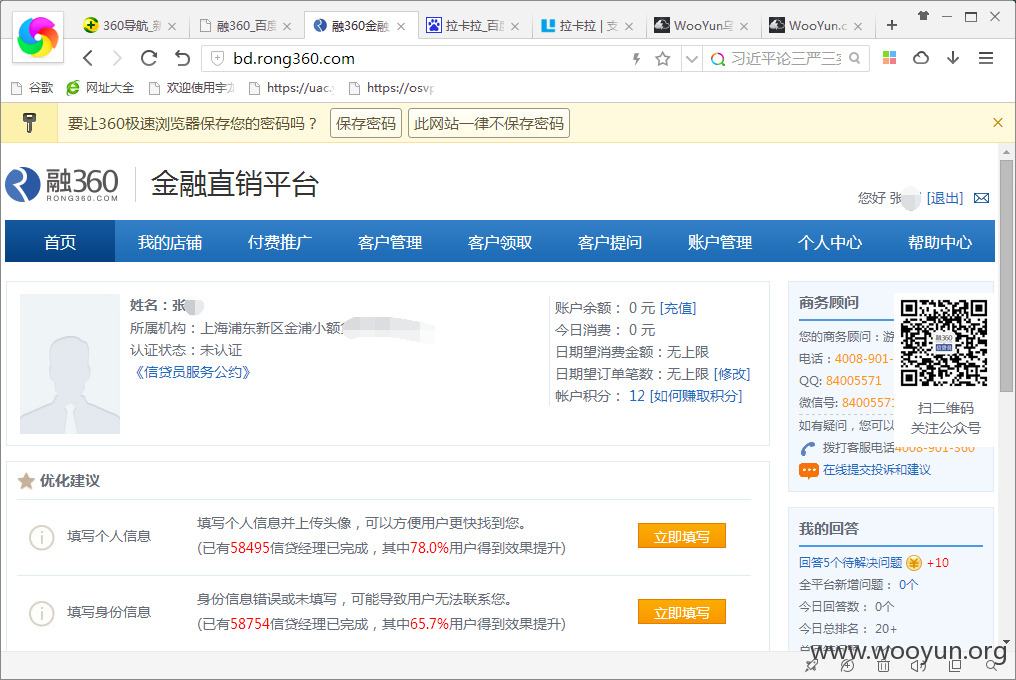 360导航_新
融360_百度
融360金融
拉卡拉_百度
拉卡拉 | 支
WooYun乌
WooYun.c
bd.rong360.com
习近平论三严三实
谷歌
网址大全
欢迎使用宇
https://uac.
https://osvp
要让360极速浏览器保存您的密码吗？ 保存密码 此网站一律不保存密码
融360
RONG360.COM
金融直销平台
您好 张 [退出]
首页 我的店铺 付费推广 客户管理 客户领取 客户提问 账户管理 个人中心 帮助中心
姓名：张
所属机构：上海浦东新区金浦小额
认证状态：未认证
《信贷员服务公约》
账户余额： 0 元 [充值]
今日消费： 0 元
日期望消费金额：无上限
日期望订单笔数：无上限 [修改]
帐户积分： 12 [如何赚取积分]
商务顾问
您的商务顾问：游
电话：4008-901-
QQ: 84005571
微信号: 84005571
如有疑问，您可以
拨打客服电话4008-901-360
在线提交投诉和建议
融360
扫二维码
关注公众号
优化建议
填写个人信息
填写个人信息并上传头像，可以方便用户更快找到您。
(已有58495信贷经理已完成，其中78.0%用户得到效果提升)
立即填写
填写身份信息
身份信息错误或未填写，可能导致用户无法联系您。
(已有58754信贷经理已完成，其中65.7%用户得到效果提升)
立即填写
我的回答
回答5个待解决问题 +10
全平台新增问题： 0个
今日回答数： 0个
今日总排名： 20+
www.wooyun.org